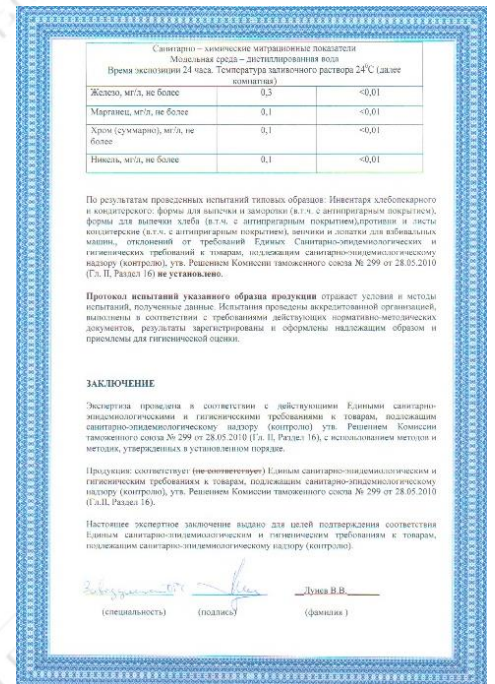 Санитарно – химические миграционные показатели
Модельная среда – дистиллированная вода
Время экспозиции 24 часа. Температура заливочного раствора 24⁰С (далее
комнатная)
Железо, мг/л, не более 0,3 <0,01
Марганец, мг/л, не более 0,1 <0,01
Хром (суммарно), мг/л, не
более 0,1 <0,01
Никель, мг/л, не более 0,1 <0,01
По результатам проведенных испытаний типовых образцов: Инвентаря хлебопекарного
и кондитерского: формы для выпечки и заморозки (в.т.ч. с антипригарным покрытием),
формы для выпечки хлеба (в.т.ч. с антипригарным покрытием),противни и листы
кондитерские (в.т.ч. с антипригарным покрытием), венчики и лопатки для взбивальных
машин., отклонений от требований Единых Санитарно-эпидемиологических и
гигиенических требований к товарам, подлежащим санитарно-эпидемиологическому
надзору (контролю), утв. Решением Комиссии таможенного союза № 299 от 28.05.2010
(Гл. II, Раздел 16) не установлено.
Протокол испытаний указанного образца продукции отражает условия и методы
испытаний, полученные данные. Испытания проведены аккредитованной организацией,
выполнены в соответствии с требованиями действующих нормативно-методических
документов, результаты зарегистрированы и оформлены надлежащим образом и
приемлемы для гигиенической оценки.
ЗАКЛЮЧЕНИЕ
Экспертиза проведена в соответствии с действующими Едиными санитарно-
эпидемиологическими и гигиеническими требованиями к товарам, подлежащим
санитарно-эпидемиологическому надзору (контролю) утв. Решением Комиссии
таможенного союза № 299 от 28.05.2010 (Гл. II, Раздел 16), с использованием методов и
методик, утвержденных в установленном порядке.
Продукция: соответствует (не соответствует) Единым санитарно-эпидемиологическим и
гигиеническим требованиям к товарам, подлежащим санитарно-эпидемиологическому
надзору (контролю), утв. Решением Комиссии таможенного союза № 299 от 28.05.2010
(Гл.II, Раздел 16).
Настоящее экспертное заключение выдано для целей подтверждения соответствия
Единым санитарно-эпидемиологическим и гигиеническим требованиям к товарам,
подлежащим санитарно-эпидемиологическому надзору (контролю).
Лунев В.В.
(специальность) (подпись) (фамилия )